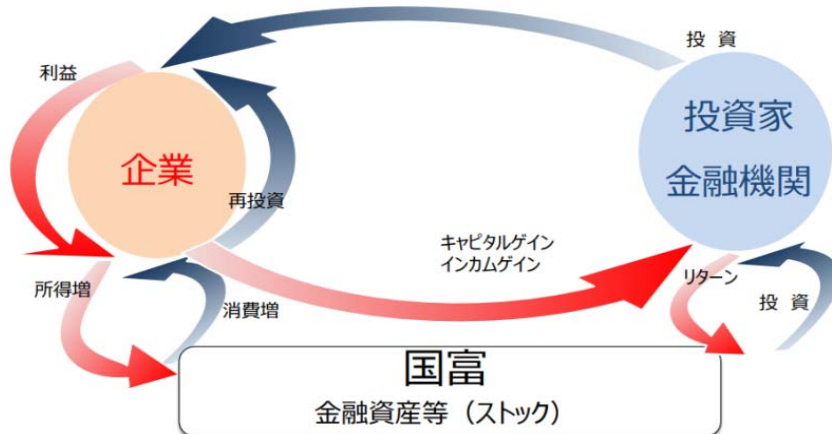 投 資
利益
企業
投資家
金融機関
再投資
キャピタルゲイン
インカムゲイン
リターン
所得増
消費増
投 資
国富
金融資産等（ストック）